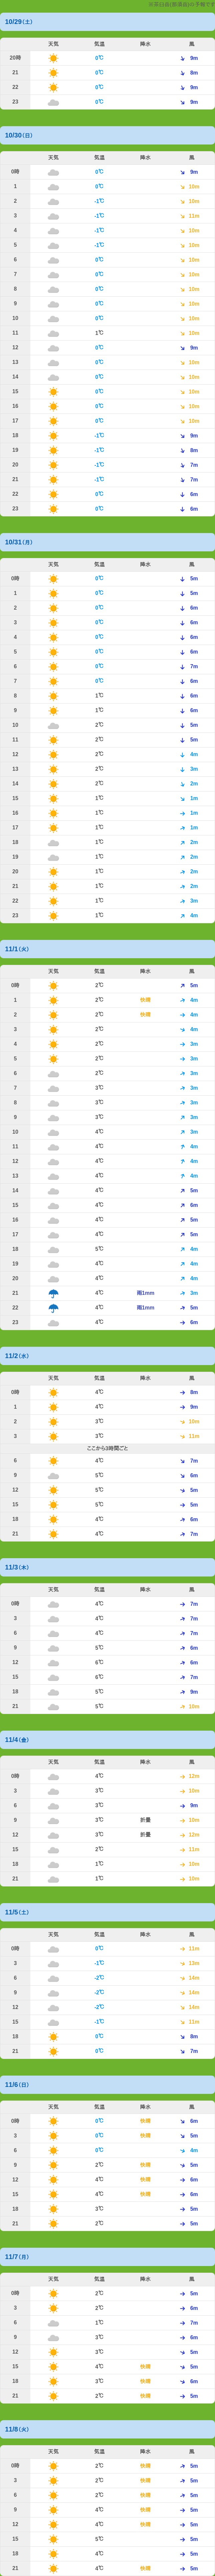 10/29(土)
天気 気温 降水 風
20時 0℃ 9m
21 0℃ 8m
22 0℃ 9m
23 0℃ 9m
10/30(日)
天気 気温 降水 風
0時 0℃ 9m
1 0℃ 10m
2 -1℃ 10m
3 -1℃ 11m
4 -1℃ 10m
5 -1℃ 10m
6 0℃ 10m
7 0℃ 10m
8 0℃ 10m
9 0℃ 10m
10 0℃ 10m
11 1℃ 10m
12 0℃ 9m
13 0℃ 10m
14 0℃ 10m
15 0℃ 10m
16 0℃ 10m
17 0℃ 10m
18 -1℃ 9m
19 -1℃ 8m
20 -1℃ 7m
21 -1℃ 7m
22 0℃ 6m
23 0℃ 6m
10/31(月)
天気 気温 降水 風
0時 0℃ 5m
1 0℃ 5m
2 0℃ 6m
3 0℃ 6m
4 0℃ 6m
5 0℃ 6m
6 0℃ 7m
7 0℃ 6m
8 1℃ 6m
9 1℃ 6m
10 2℃ 5m
11 2℃ 5m
12 2℃ 4m
13 2℃ 3m
14 2℃ 2m
15 1℃ 1m
16 1℃ 1m
17 1℃ 1m
18 1℃ 2m
19 1℃ 2m
20 1℃ 2m
21 1℃ 2m
22 1℃ 3m
23 1℃ 4m
11/1(火)
天気 気温 降水 風
0時 2℃ 5m
1 2℃ 快晴 4m
2 2℃ 快晴 4m
3 2℃ 4m
4 2℃ 3m
5 2℃ 3m
6 2℃ 3m
7 3℃ 3m
8 3℃ 3m
9 3℃ 3m
10 4℃ 3m
11 4℃ 4m
12 4℃ 4m
13 4℃ 4m
14 4℃ 5m
15 4℃ 6m
16 4℃ 5m
17 4℃ 5m
18 5℃ 4m
19 4℃ 4m
20 4℃ 4m
21 4℃ 雨1mm 3m
22 4℃ 雨1mm 5m
23 4℃ 6m
11/2(水)
天気 気温 降水 風
0時 4℃ 8m
1 4℃ 9m
2 3℃ 10m
3 3℃ 11m
ここから3時間ごと
6 4℃ 7m
9 5℃ 6m
12 5℃ 5m
15 5℃ 5m
18 4℃ 6m
21 4℃ 7m
11/3(木)
天気 気温 降水 風
0時 4℃ 7m
3 4℃ 7m
6 4℃ 7m
9 5℃ 6m
12 6℃ 6m
15 6℃ 7m
18 5℃ 9m
21 5℃ 10m
11/4(金)
天気 気温 降水 風
0時 4℃ 12m
3 3℃ 10m
6 3℃ 9m
9 3℃ 折曇 10m
12 3℃ 折曇 12m
15 2℃ 11m
18 1℃ 10m
21 1℃ 10m
11/5(土)
天気 気温 降水 風
0時 0℃ 11m
3 -1℃ 13m
6 -2℃ 14m
9 -2℃ 14m
12 -2℃ 14m
15 -1℃ 11m
18 0℃ 8m
21 0℃ 7m
11/6(日)
天気 気温 降水 風
0時 0℃ 快晴 6m
3 0℃ 快晴 5m
6 0℃ 4m
9 2℃ 快晴 5m
12 4℃ 快晴 6m
15 4℃ 快晴 6m
18 3℃ 5m
21 2℃ 5m
11/7(月)
天気 気温 降水 風
0時 2℃ 5m
3 2℃ 6m
6 1℃ 7m
9 3℃ 6m
12 3℃ 5m
15 4℃ 快晴 5m
18 3℃ 快晴 6m
21 2℃ 快晴 5m
11/8(火)
天気 気温 降水 風
0時 2℃ 快晴 5m
3 2℃ 快晴 5m
6 2℃ 快晴 5m
9 4℃ 快晴 5m
12 4℃ 快晴 5m
15 5℃ 5m
18 4℃ 5m
21 4℃ 快晴 5m